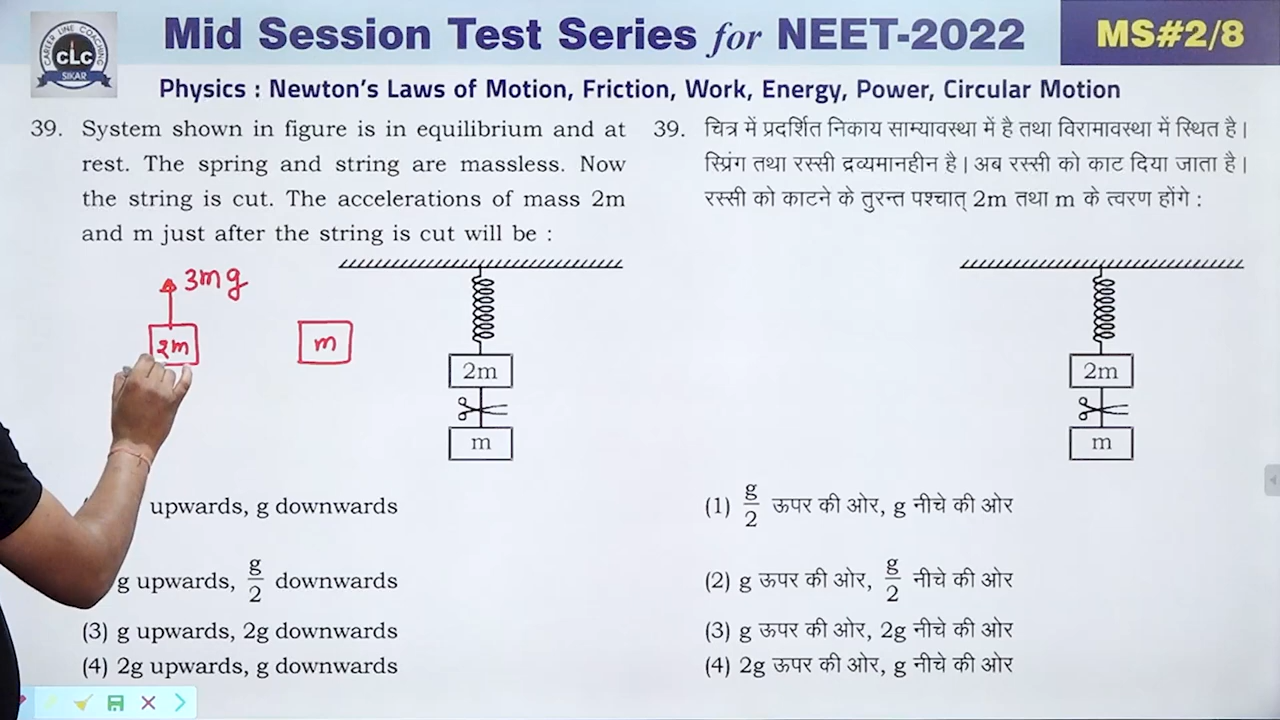 Mid Session Test Series for NEET-2022
MS#2/8
CAREER LINE COACHING
CLC
SIKAR
Physics : Newton's Laws of Motion, Friction, Work, Energy, Power, Circular Motion
39. System shown in figure is in equilibrium and at
rest. The spring and string are massless. Now
the string is cut. The accelerations of mass 2m
and m just after the string is cut will be :
3mg
2m
m
2m
m
upwards, g downwards
g upwards, g/2 downwards
(3) g upwards, 2g downwards
(4) 2g upwards, g downwards
39. चित्र में प्रदर्शित निकाय साम्यावस्था में है तथा विरामावस्था में स्थित है।
स्प्रिंग तथा रस्सी द्रव्यमानहीन है। अब रस्सी को काट दिया जाता है।
रस्सी को काटने के तुरन्त पश्चात् 2m तथा m के त्वरण होंगे :
2m
m
(1) g/2 ऊपर की ओर, g नीचे की ओर
(2) g ऊपर की ओर, g/2 नीचे की ओर
(3) g ऊपर की ओर, 2g नीचे की ओर
(4) 2g ऊपर की ओर, g नीचे की ओर